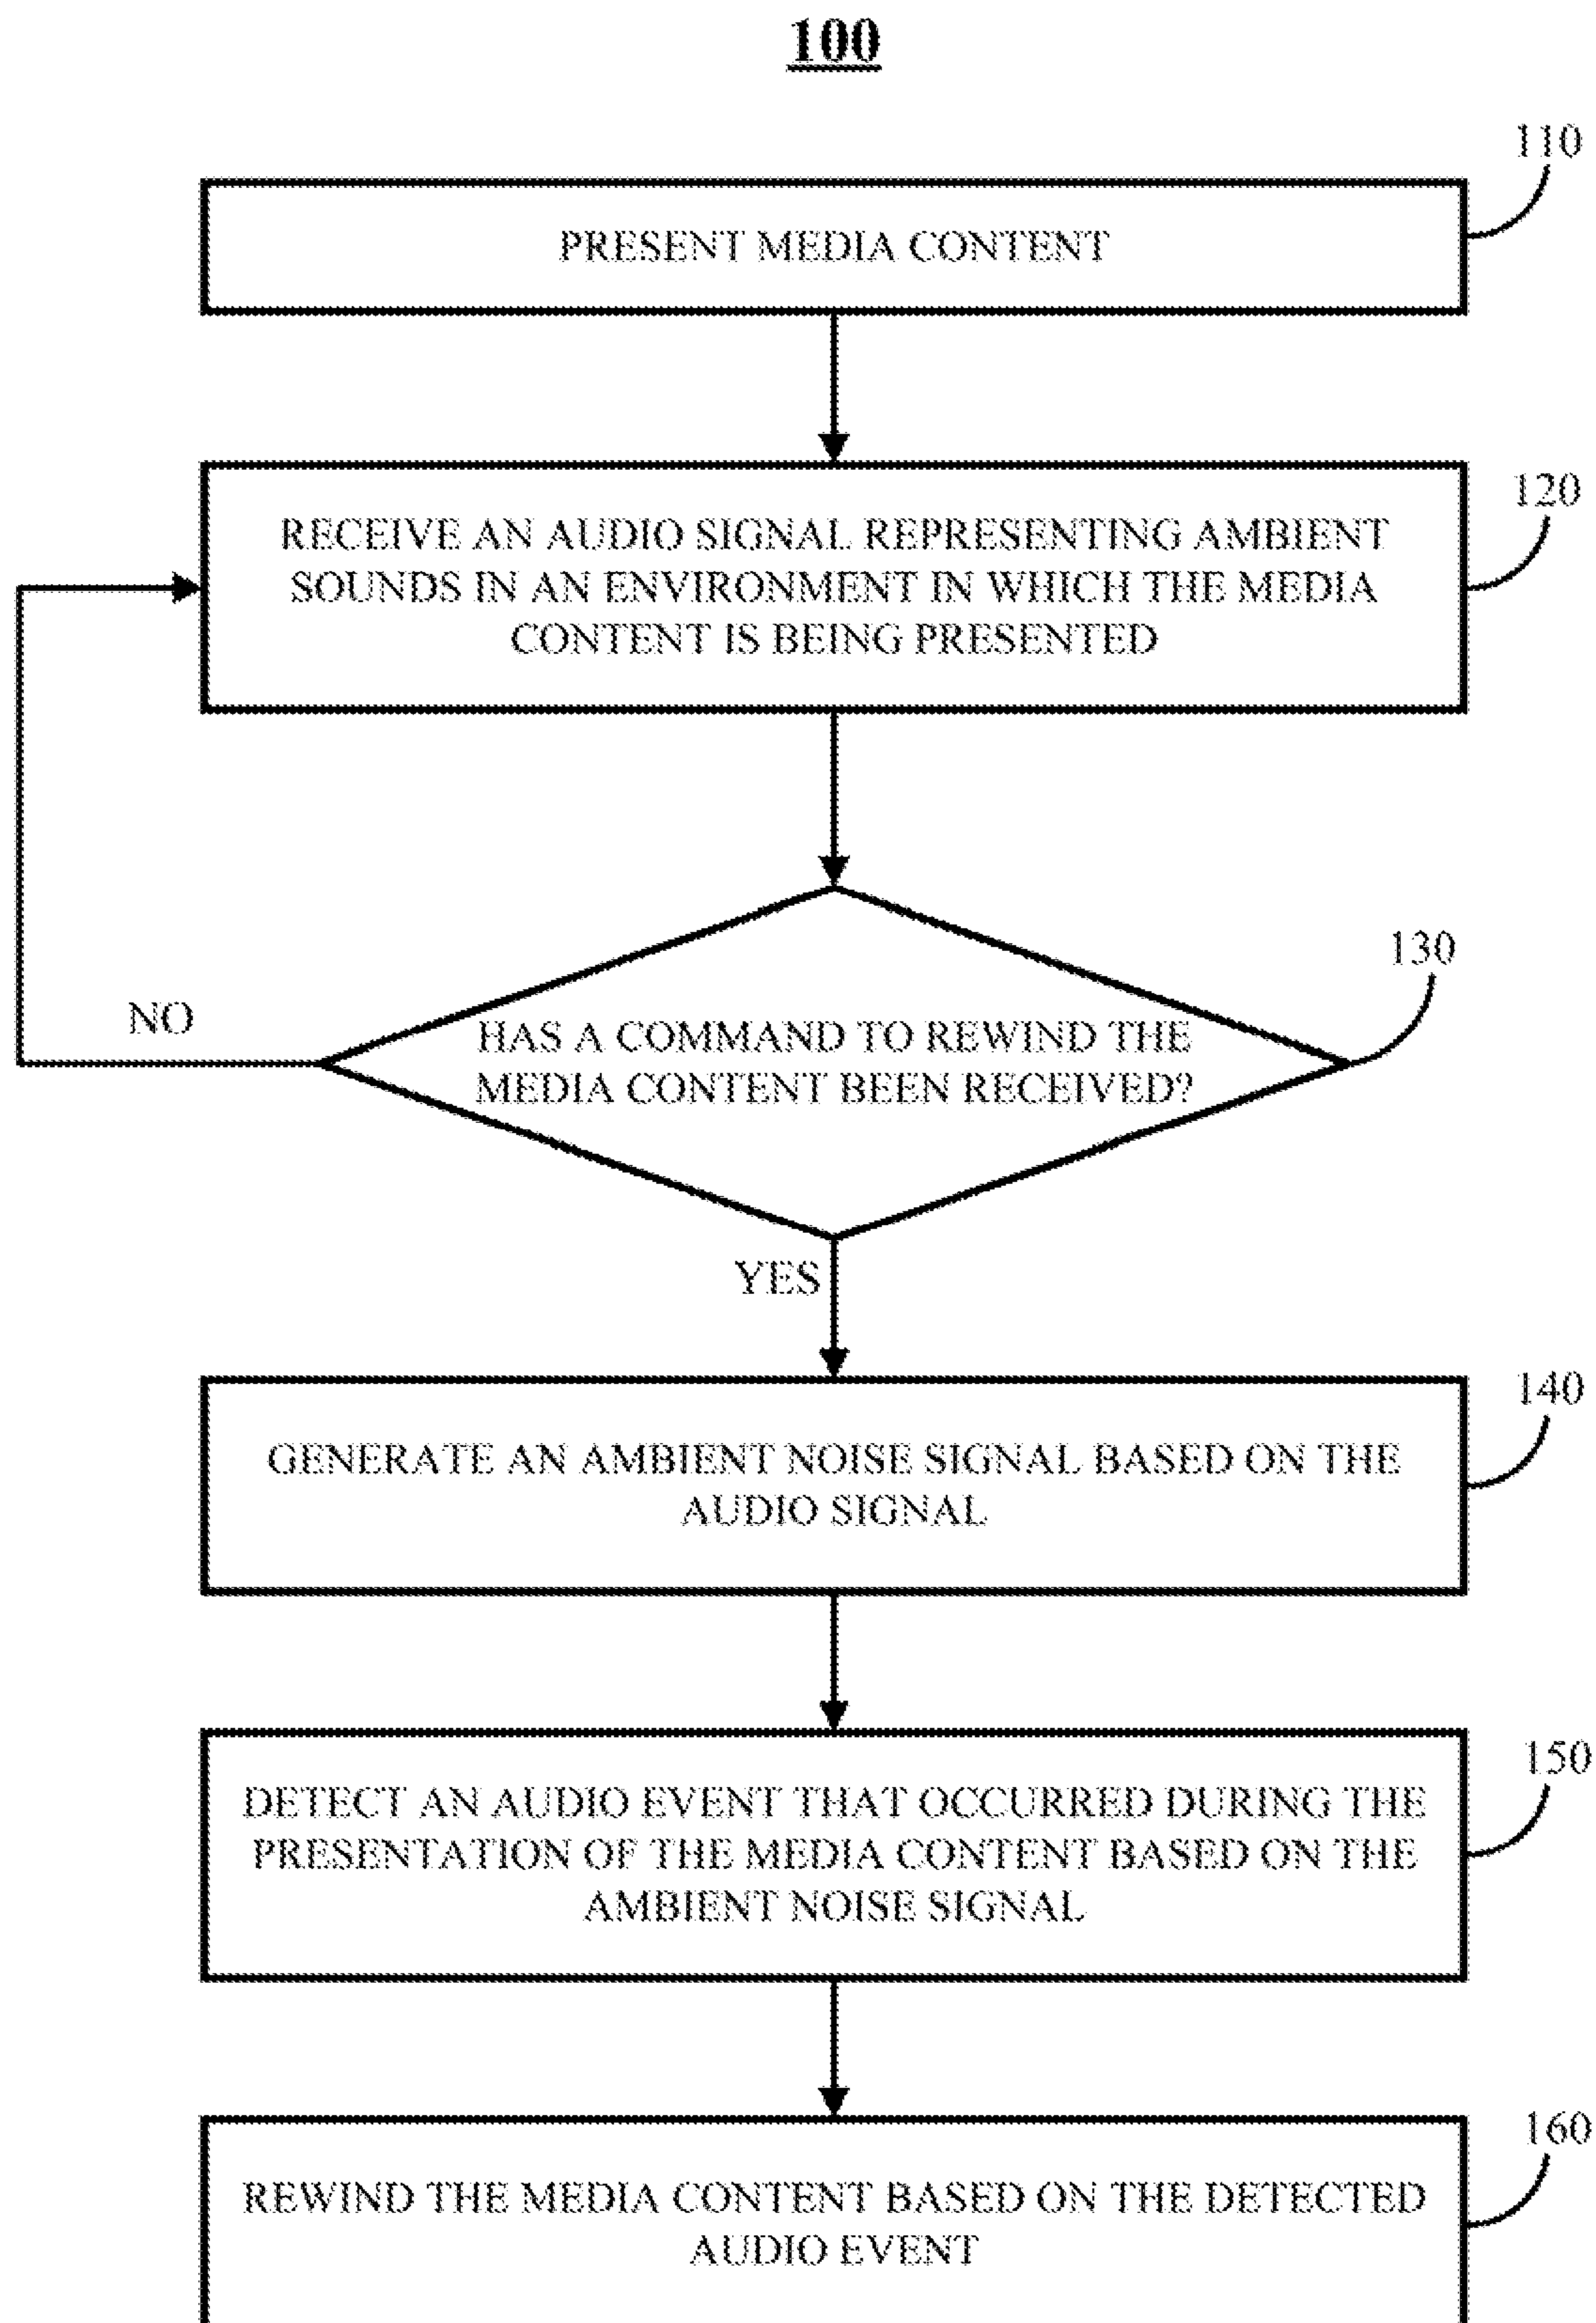 100
110
PRESENT MEDIA CONTENT
120
RECEIVE AN AUDIO SIGNAL REPRESENTING AMBIENT
SOUNDS IN AN ENVIRONMENT IN WHICH THE MEDIA
CONTENT IS BEING PRESENTED
130
NO
HAS A COMMAND TO REWIND THE
MEDIA CONTENT BEEN RECEIVED?
YES
140
GENERATE AN AMBIENT NOISE SIGNAL BASED ON THE
AUDIO SIGNAL
150
DETECT AN AUDIO EVENT THAT OCCURRED DURING THE
PRESENTATION OF THE MEDIA CONTENT BASED ON THE
AMBIENT NOISE SIGNAL
160
REWIND THE MEDIA CONTENT BASED ON THE DETECTED
AUDIO EVENT